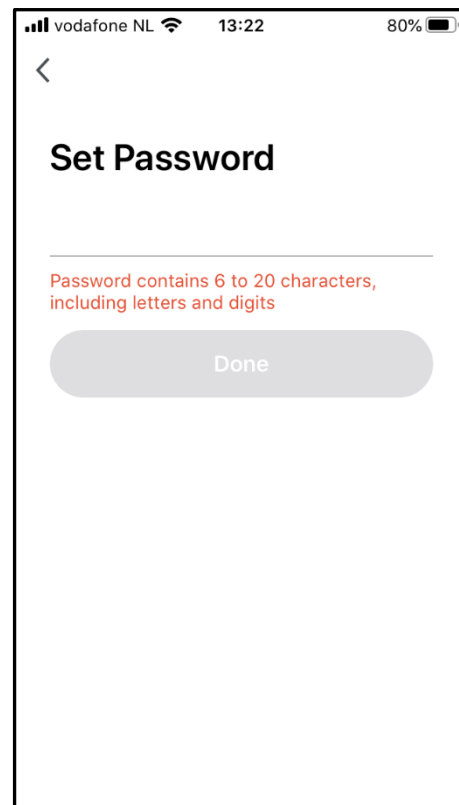 vodafone NL 13:22 80%
Set Password
Password contains 6 to 20 characters,
including letters and digits
Done